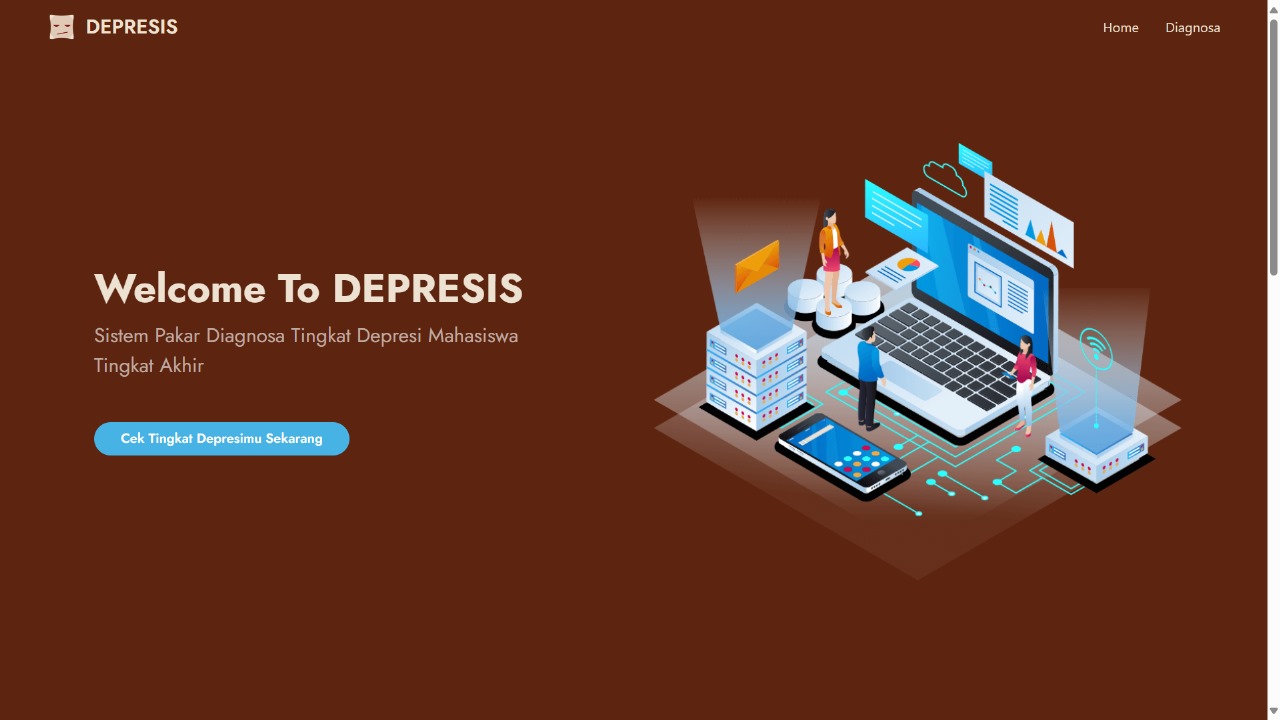 DEPRESIS
Home
Diagnosa
Welcome To DEPRESIS
Sistem Pakar Diagnosa Tingkat Depresi Mahasiswa
Tingkat Akhir
Cek Tingkat Depresimu Sekarang